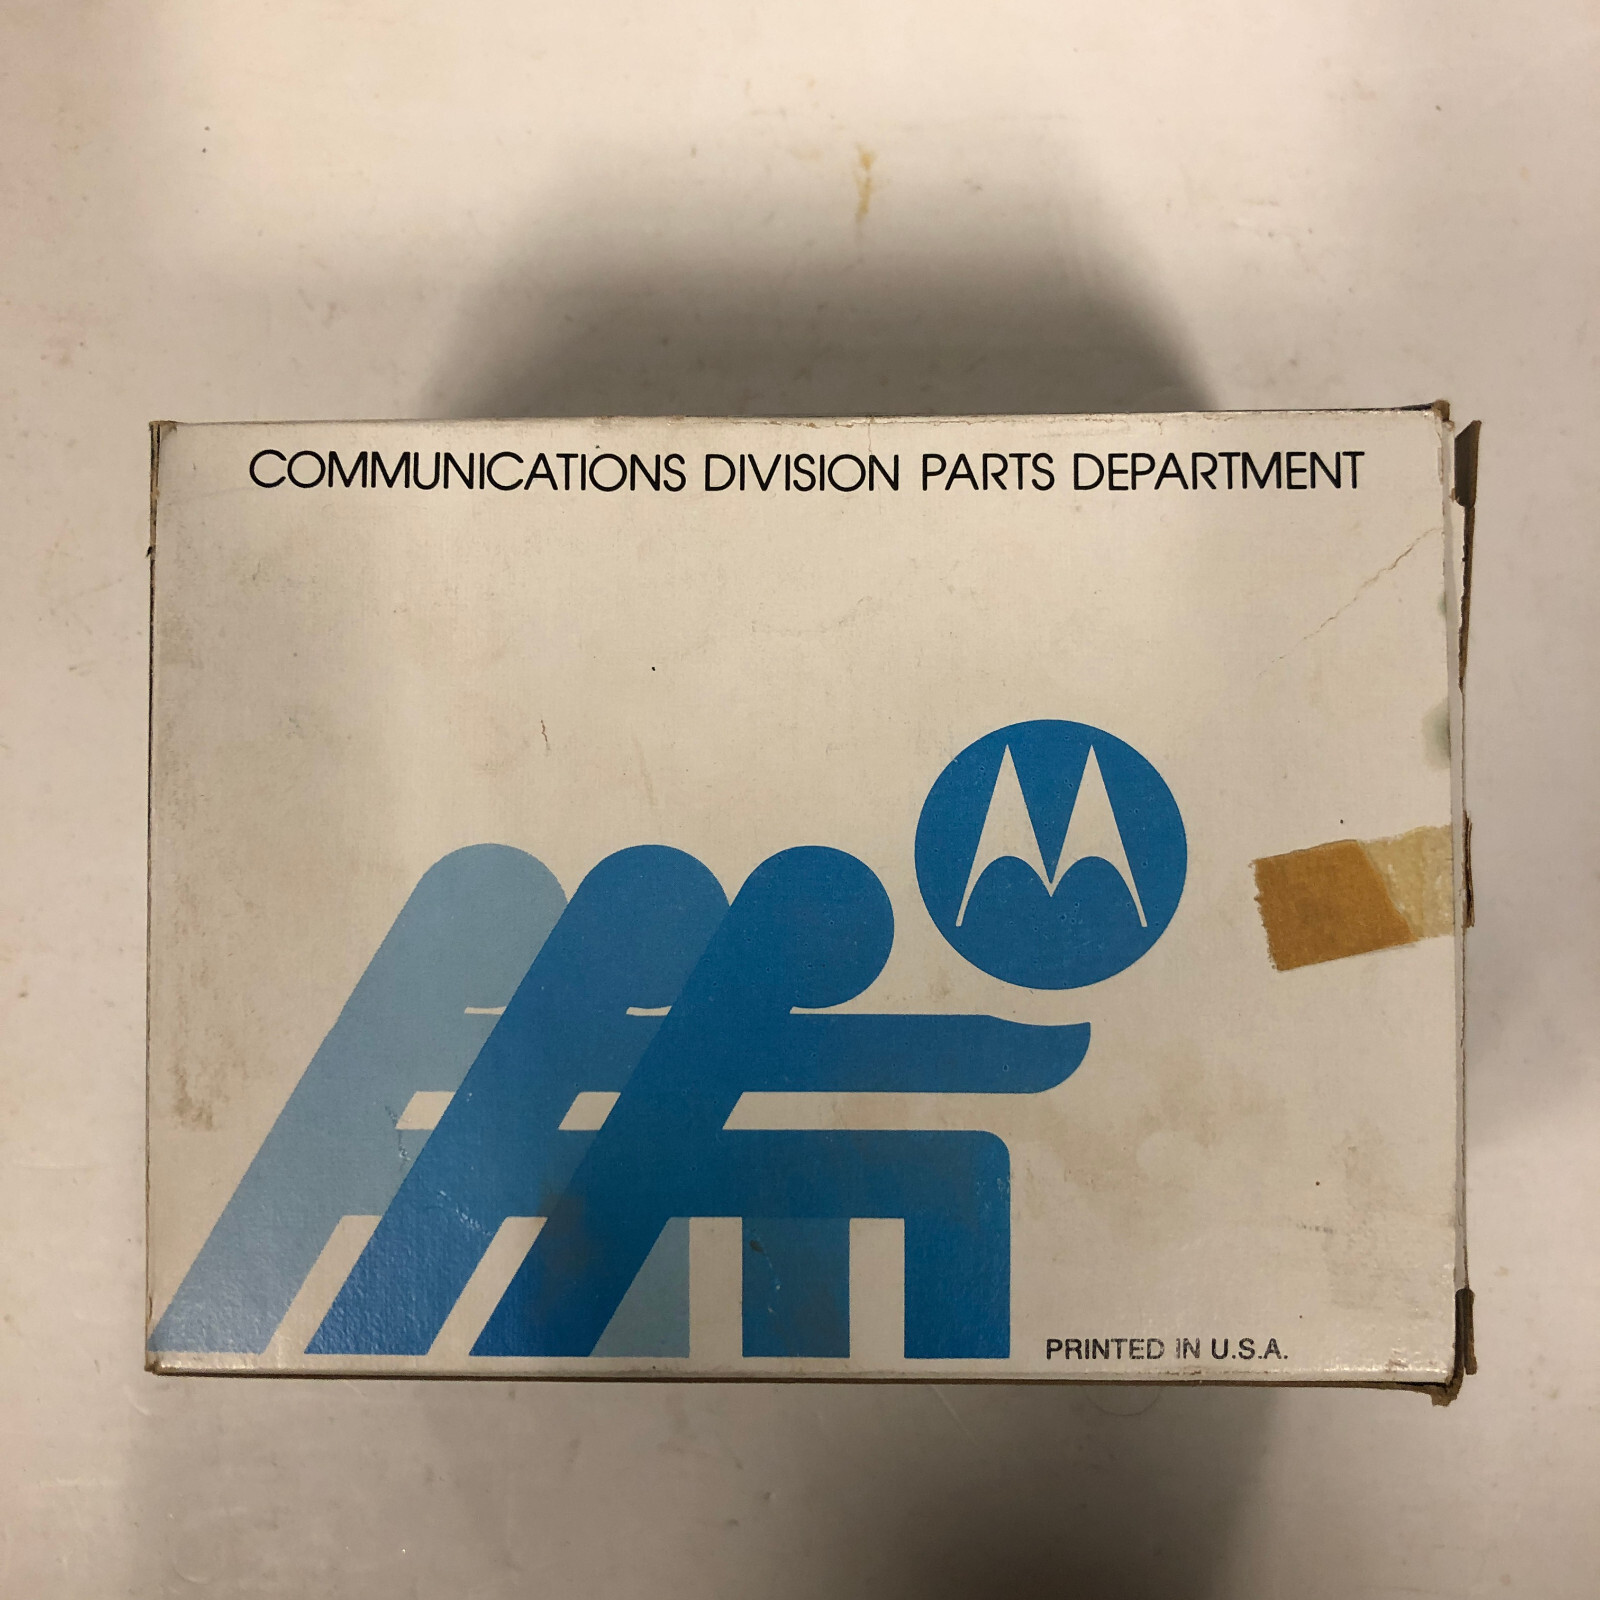 COMMUNICATIONS DIVISION PARTS DEPARTMENT
PRINTED IN U.S.A.